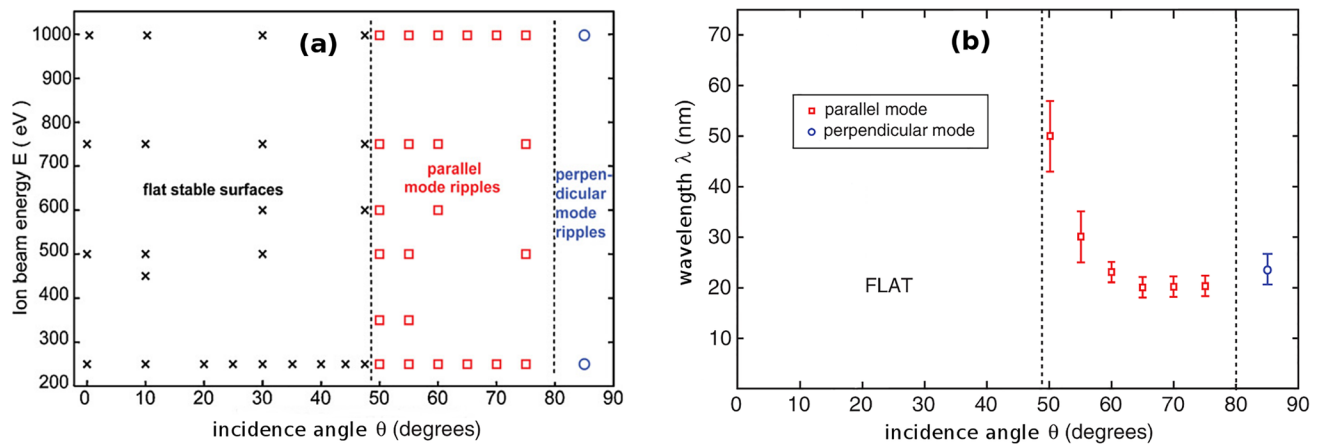 (a)
Ion beam energy E ( eV )
1000
900
800
700
600
500
400
300
200
flat stable surfaces
parallel
mode ripples
perpen-
dicular
mode
ripples
0 10 20 30 40 50 60 70 80 90
incidence angle θ (degrees)
(b)
wavelength λ (nm)
70
60
50
40
30
20
10
parallel mode
perpendicular mode
FLAT
0 10 20 30 40 50 60 70 80 90
incidence angle θ (degrees)